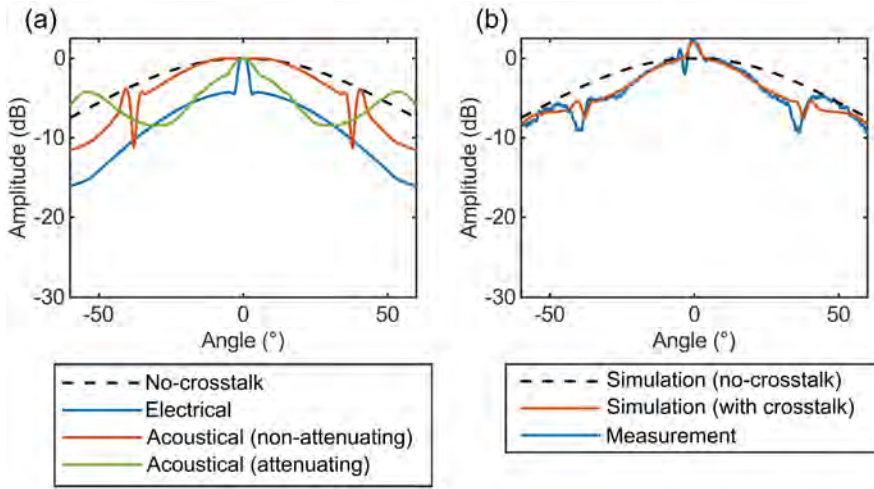 (a)
(b)
0
-10
-20
-30
Amplitude (dB)
-50
0
50
Angle (°)
No-crosstalk
Electrical
Acoustical (non-attenuating)
Acoustical (attenuating)
0
-10
-20
-30
Amplitude (dB)
-50
0
50
Angle (°)
Simulation (no-crosstalk)
Simulation (with crosstalk)
Measurement